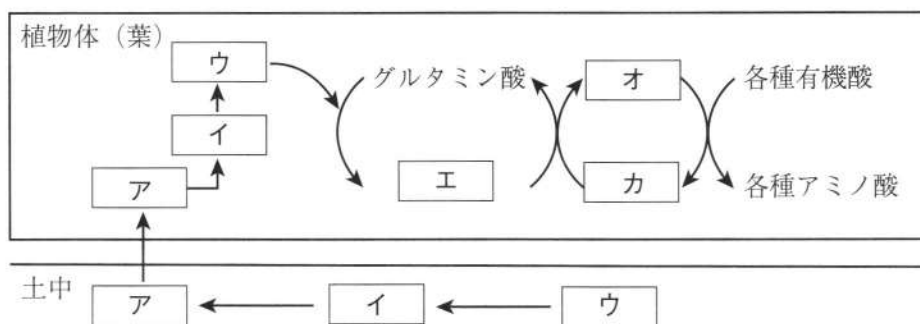 植物体（葉）
ウ
グルタミン酸
オ
各種有機酸
イ
ア
エ
カ
各種アミノ酸
土中
ア
イ
ウ